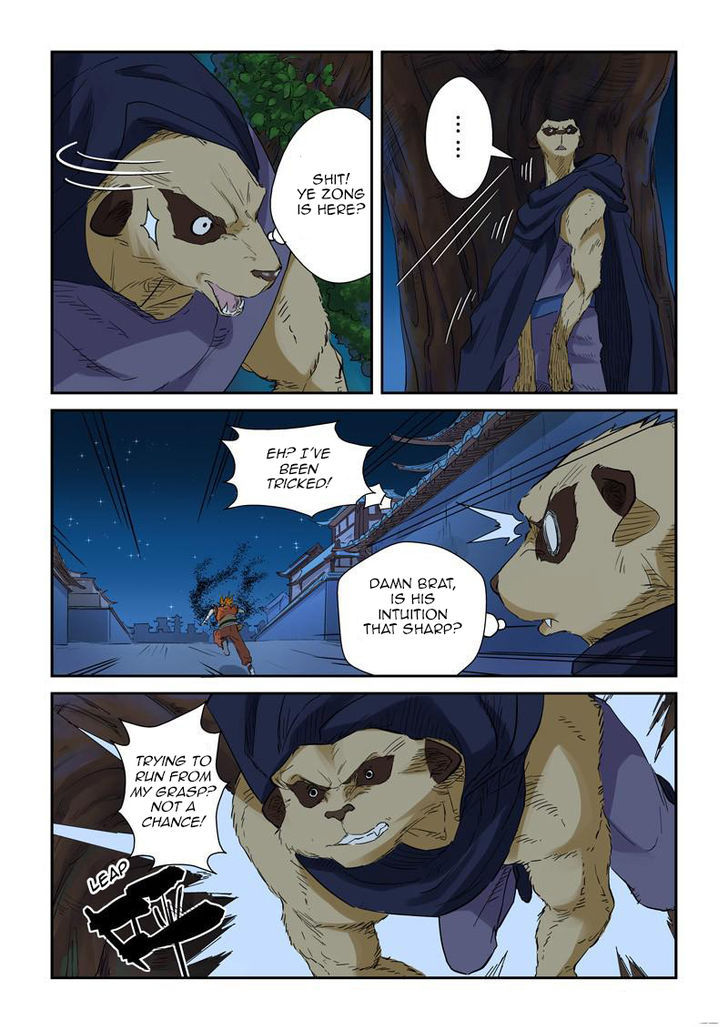 SHIT!
YE ZONG
IS HERE?
......
EH? I'VE
BEEN
TRICKED!
DAMN BRAT,
IS HIS
INTUITION
THAT SHARP?
TRYING TO
RUN FROM
MY GRASP?
NOT A
CHANCE!
LEAP